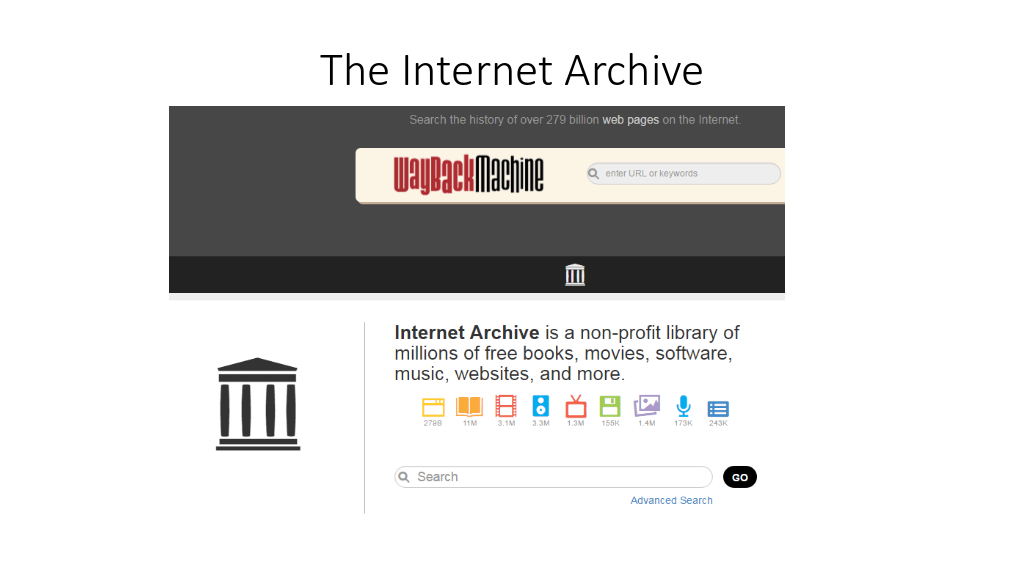 The Internet Archive
Search the history of over 279 billion web pages on the Internet.
WayBackMachine
enter URL or keywords
Internet Archive is a non-profit library of
millions of free books, movies, software,
music, websites, and more.
279B 11M 3.1M 3.3M 1.3M 155K 1.4M 173K 243K
Search
GO
Advanced Search